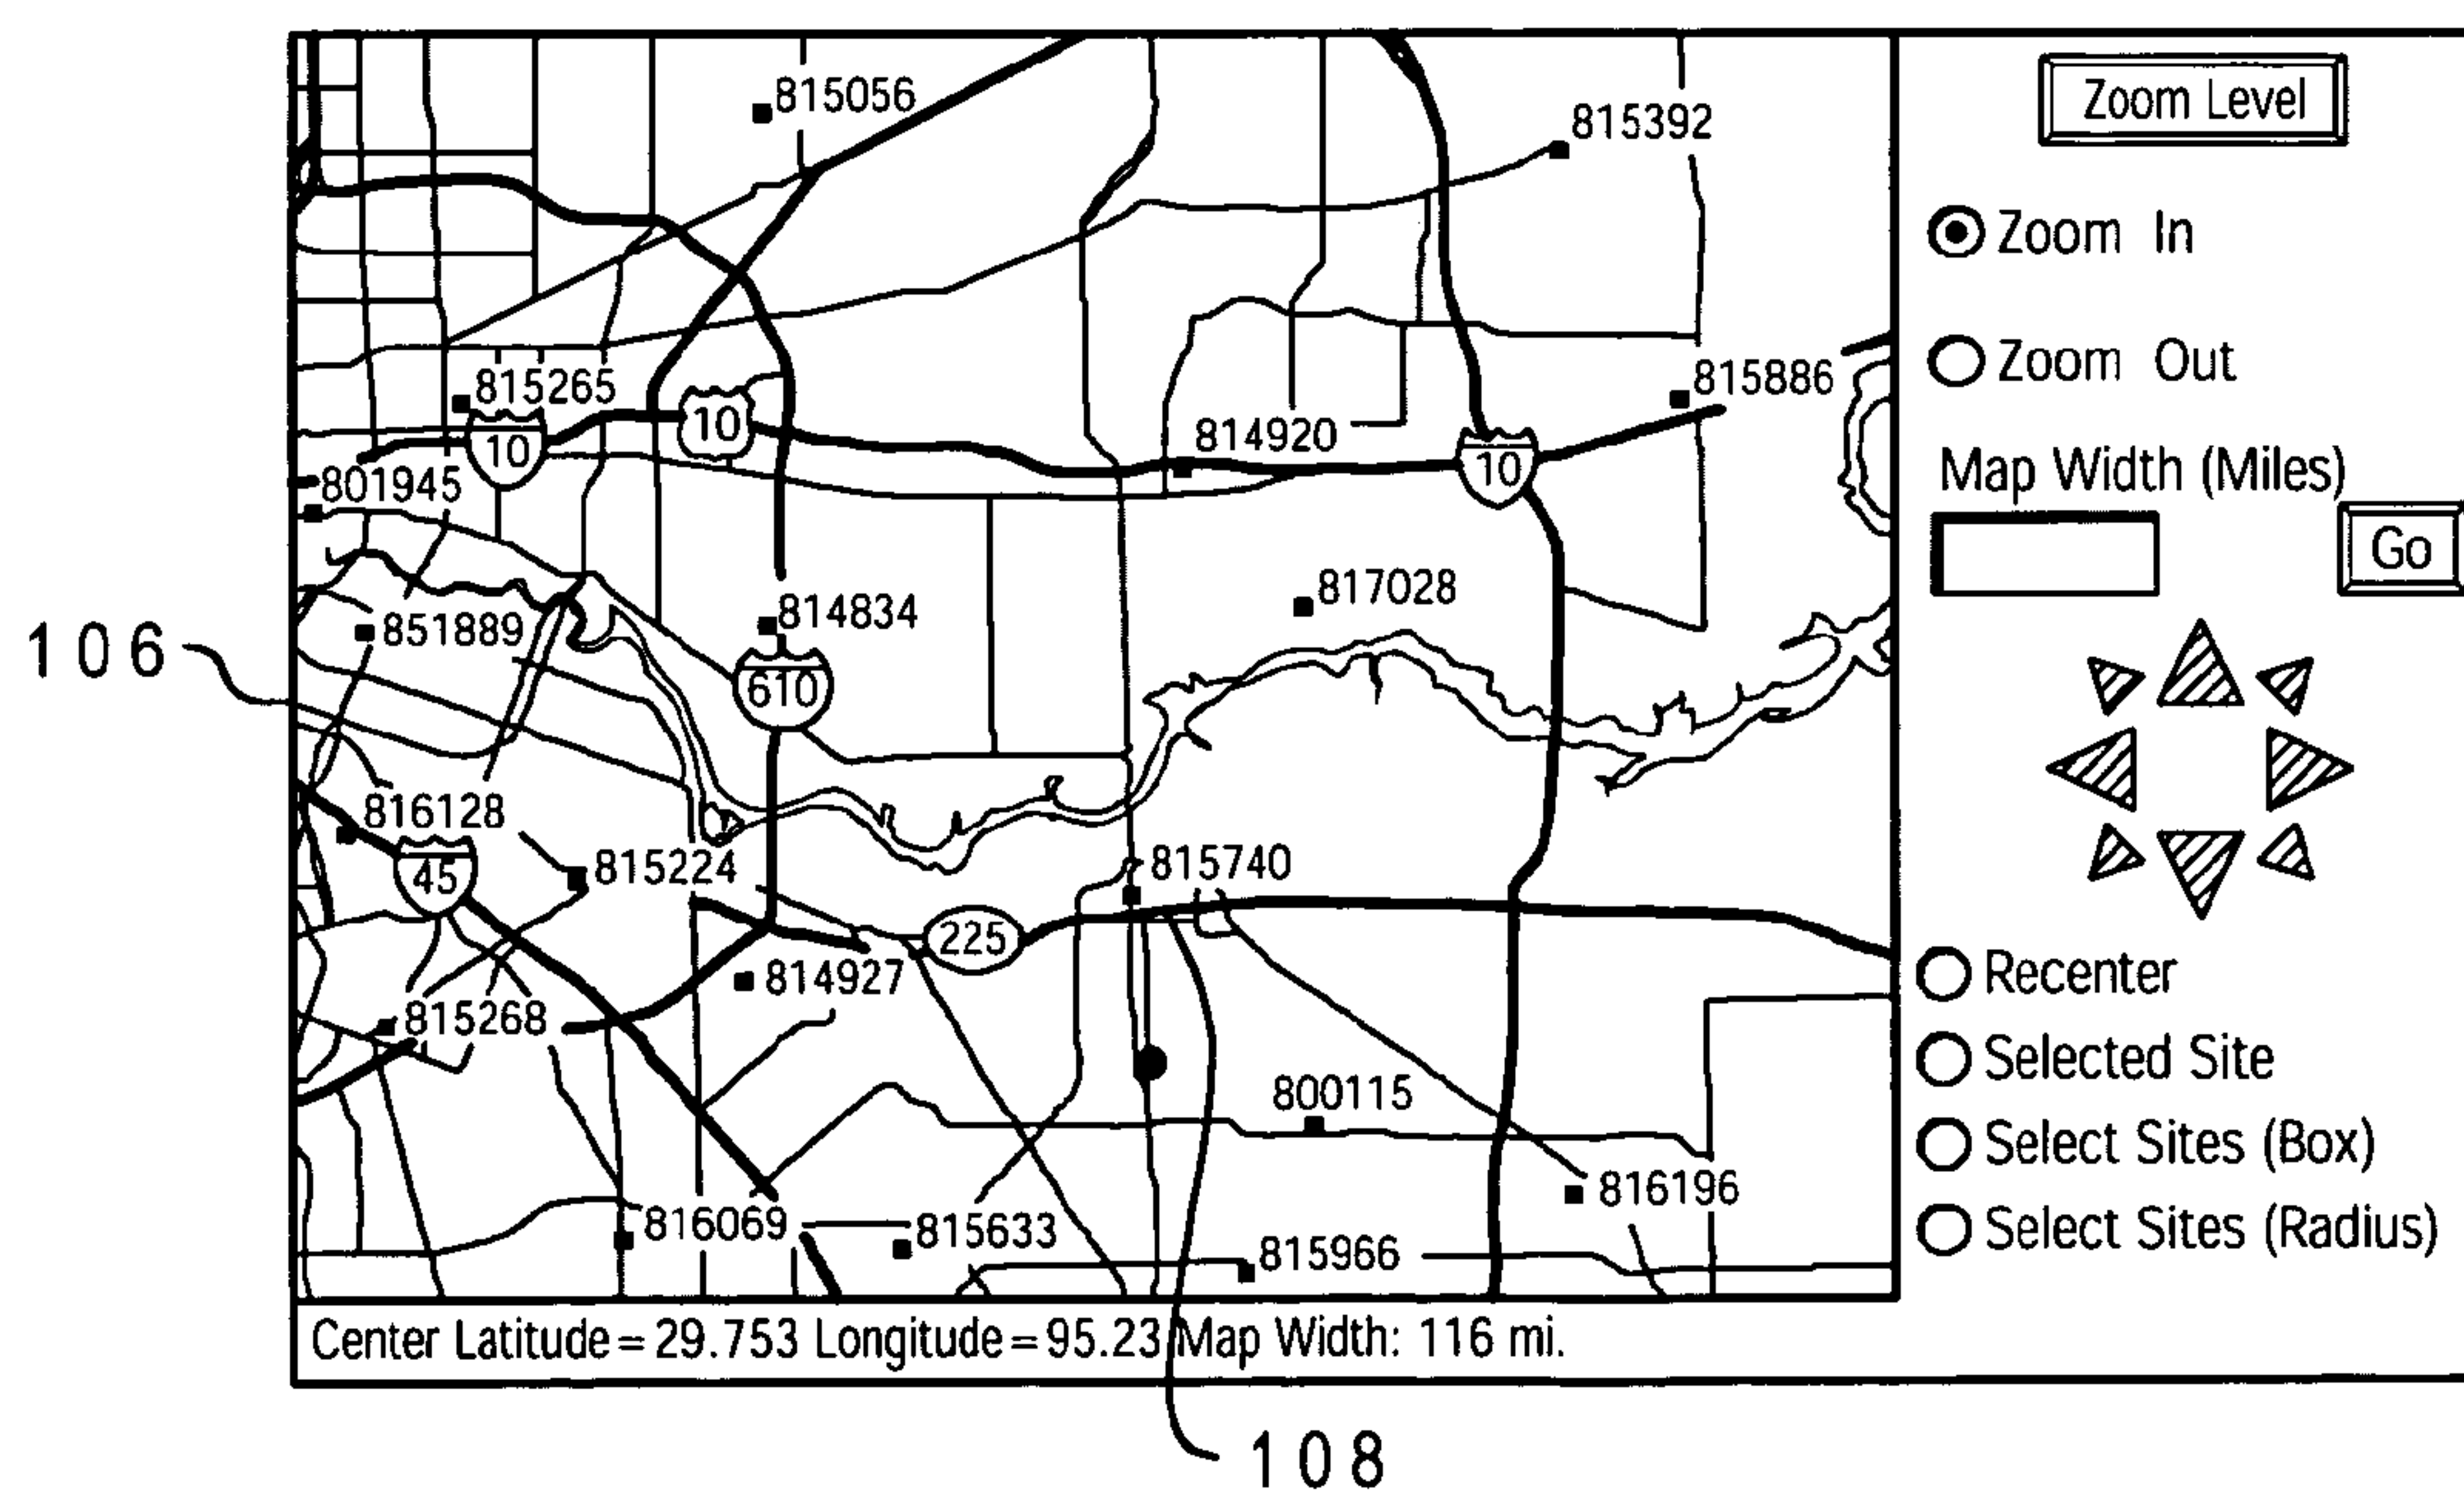 815056
815392
Zoom Level
Zoom In
Zoom Out
815265
10
10
815886
814920
10
801945
Map Width (Miles)
Go
817028
851889
814834
106
610
816128
45
815224
815740
225
814927
815268
Recenter
Selected Site
800115
Select Sites (Box)
816196
816069
815633
815966
Select Sites (Radius)
Center Latitude = 29.753 Longitude = 95.23 Map Width: 116 mi.
108